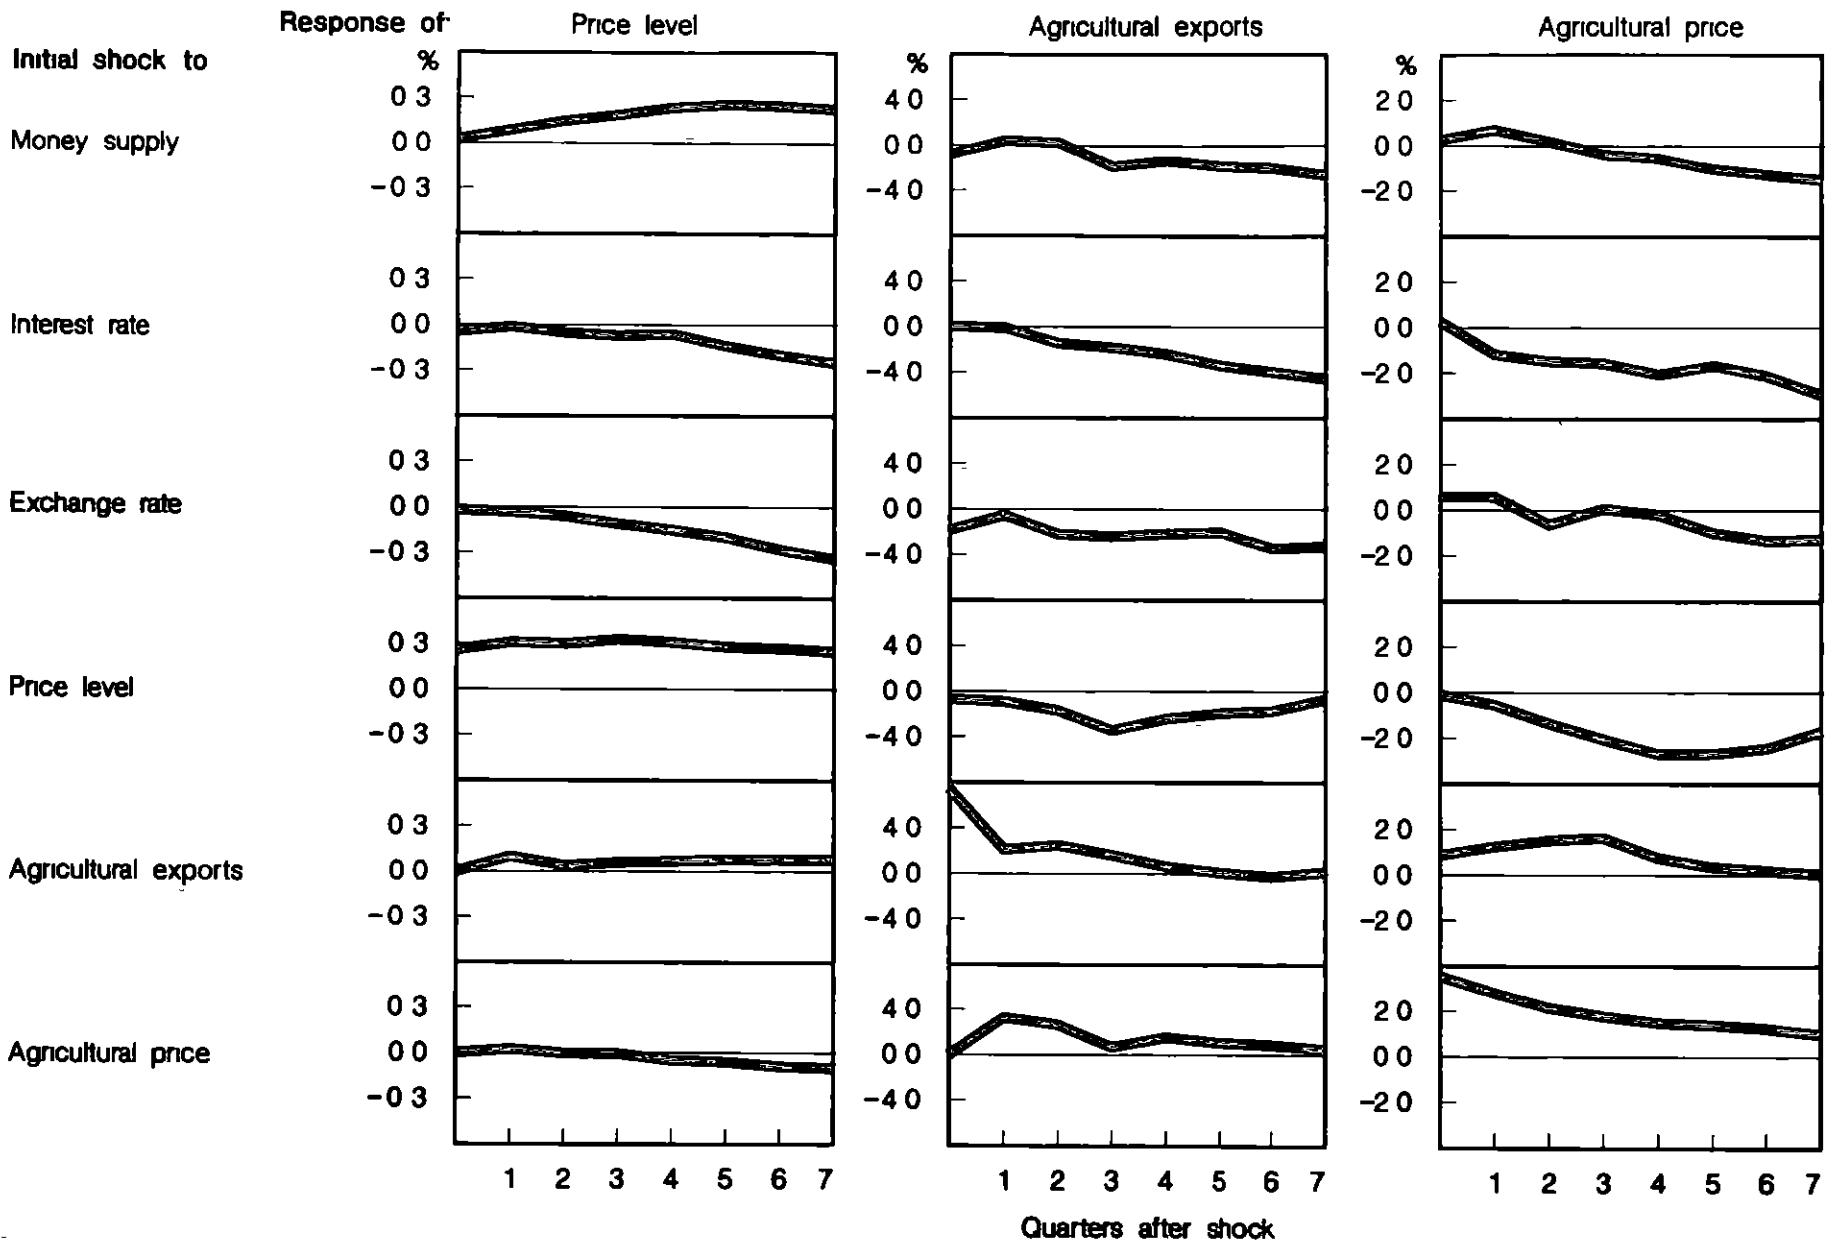 Response of Price level Agricultural exports Agricultural price
Initial shock to % % %
0 3 4 0 2 0
Money supply 0 0 0 0 0 0
-0 3 -4 0 -2 0
0 3 4 0 2 0
Interest rate 0 0 0 0 0 0
-0 3 -4 0 -2 0
0 3 4 0 2 0
Exchange rate 0 0 0 0 0 0
-0 3 -4 0 -2 0
0 3 4 0 2 0
Price level 0 0 0 0 0 0
-0 3 -4 0 -2 0
0 3 4 0 2 0
Agricultural exports 0 0 0 0 0 0
-0 3 -4 0 -2 0
0 3 4 0 2 0
Agricultural price 0 0 0 0 0 0
-0 3 -4 0 -2 0
1 2 3 4 5 6 7 1 2 3 4 5 6 7 1 2 3 4 5 6 7
Quarters after shock